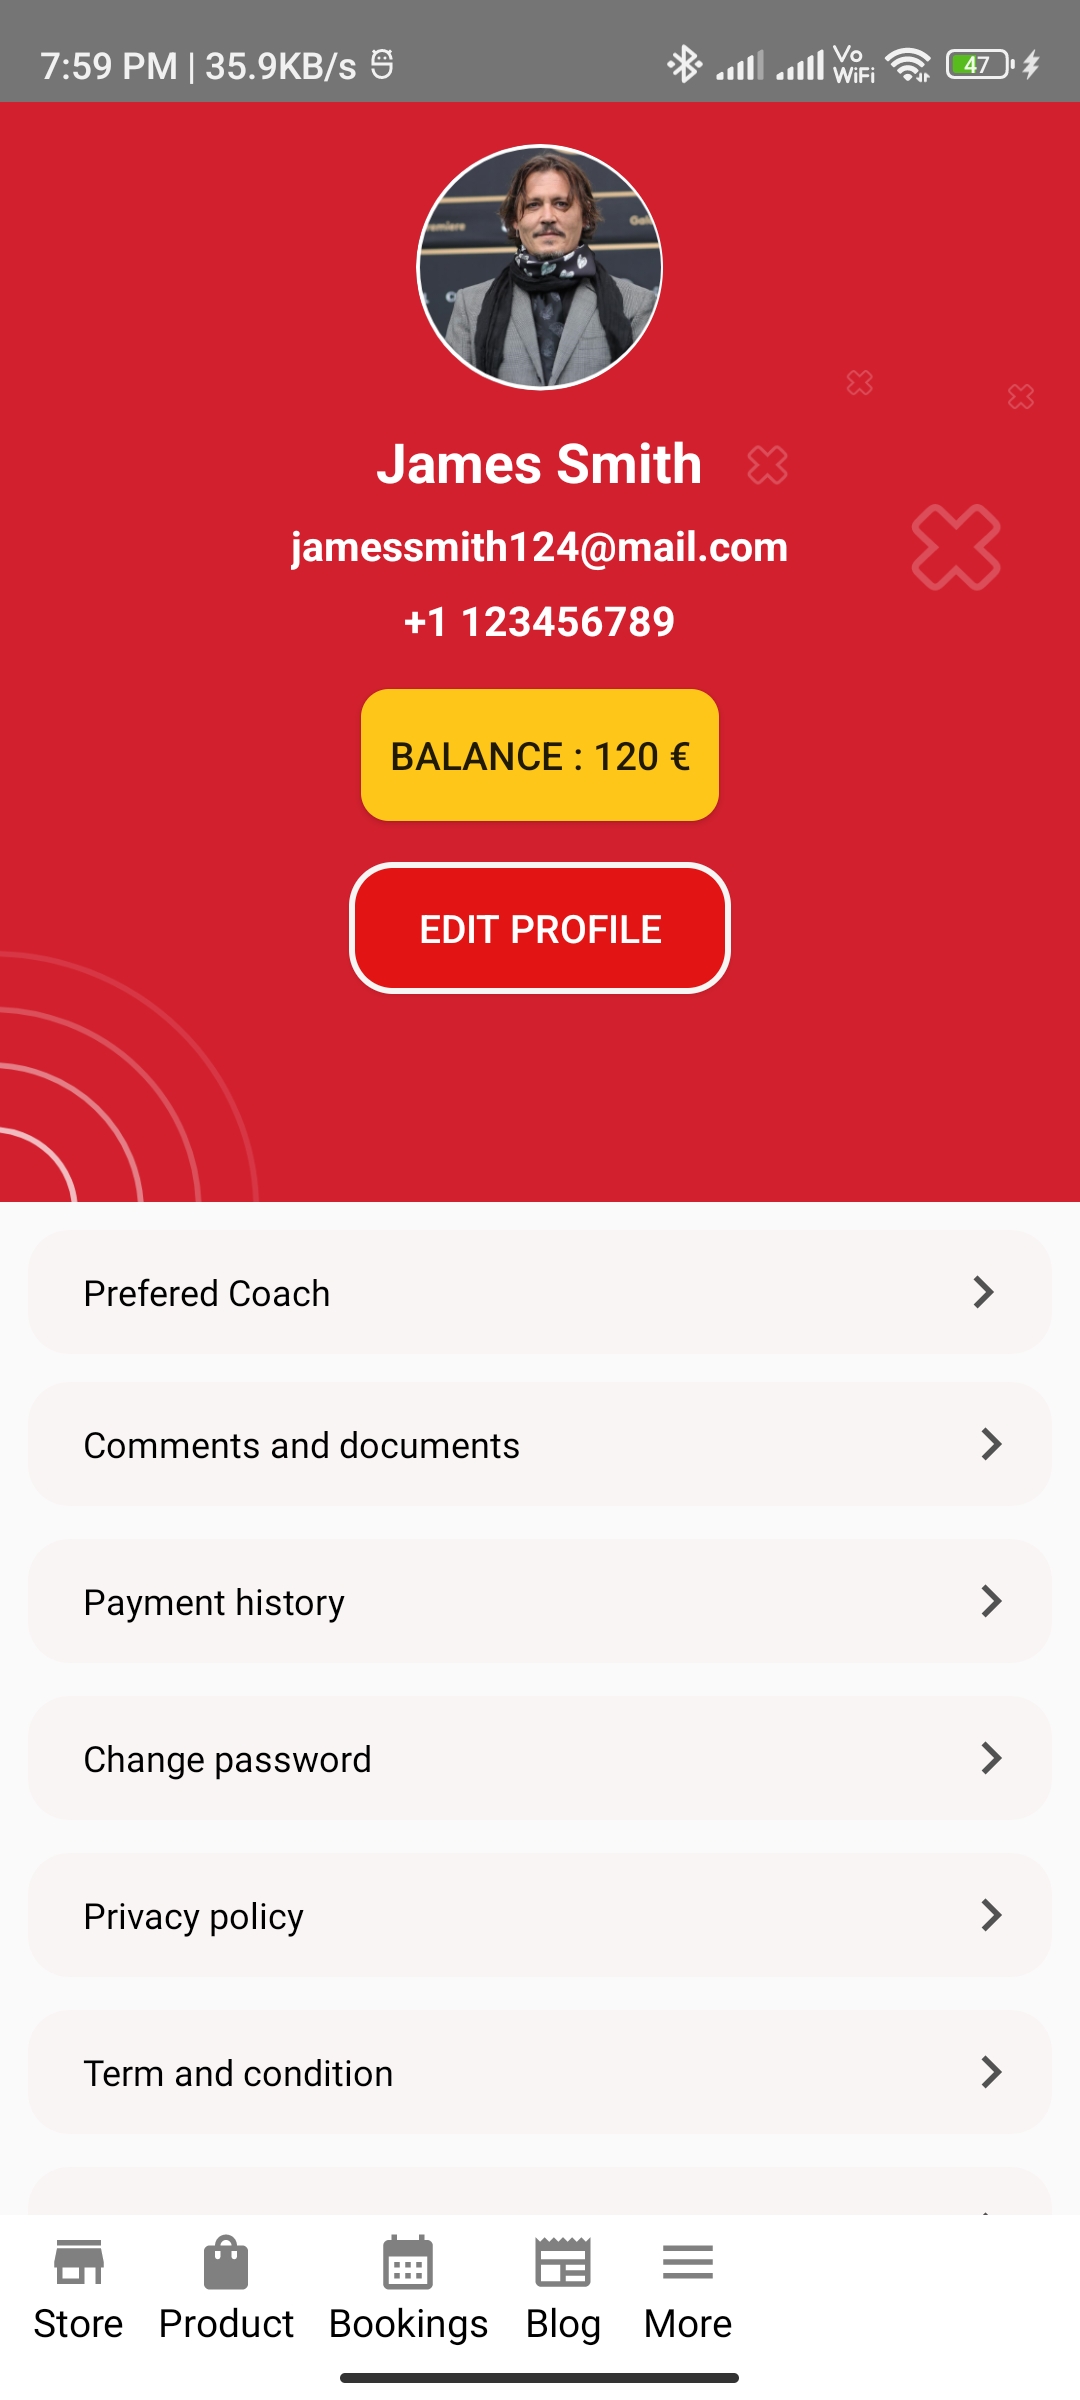 7:59 PM | 35.9KB/s
Vo
WiFi
47
James Smith
jamessmith124@mail.com
+1 123456789
BALANCE : 120 €
EDIT PROFILE
Prefered Coach
Comments and documents
Payment history
Change password
Privacy policy
Term and condition
Store Product Bookings Blog More